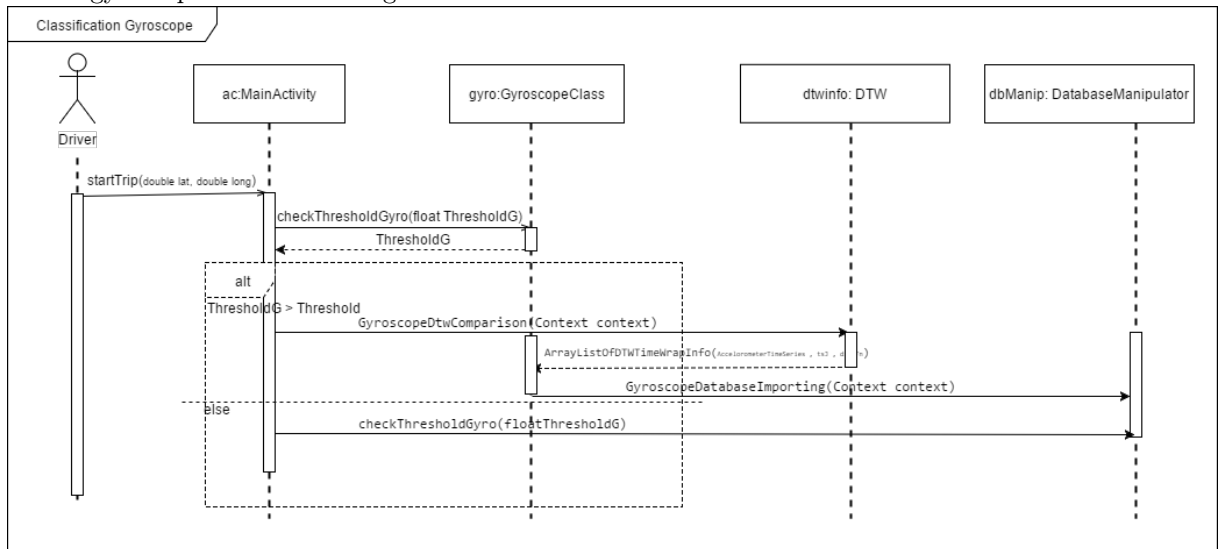 Classification Gyroscope
ac:MainActivity
gyro:GyroscopeClass
dtwinfo: DTW
dbManip: DatabaseManipulator
Driver
startTrip(double lat, double long)
checkThresholdGyro(float ThresholdG)
ThresholdG
alt
ThresholdG > Threshold
GyroscopeDtwComparison(Context context)
ArrayListOfDTWTimeWrapInfo(AccelorometerTimeSeries , tsJ ,
GyroscopeDatabaseImporting(Context context)
else
checkThresholdGyro(floatThresholdG)